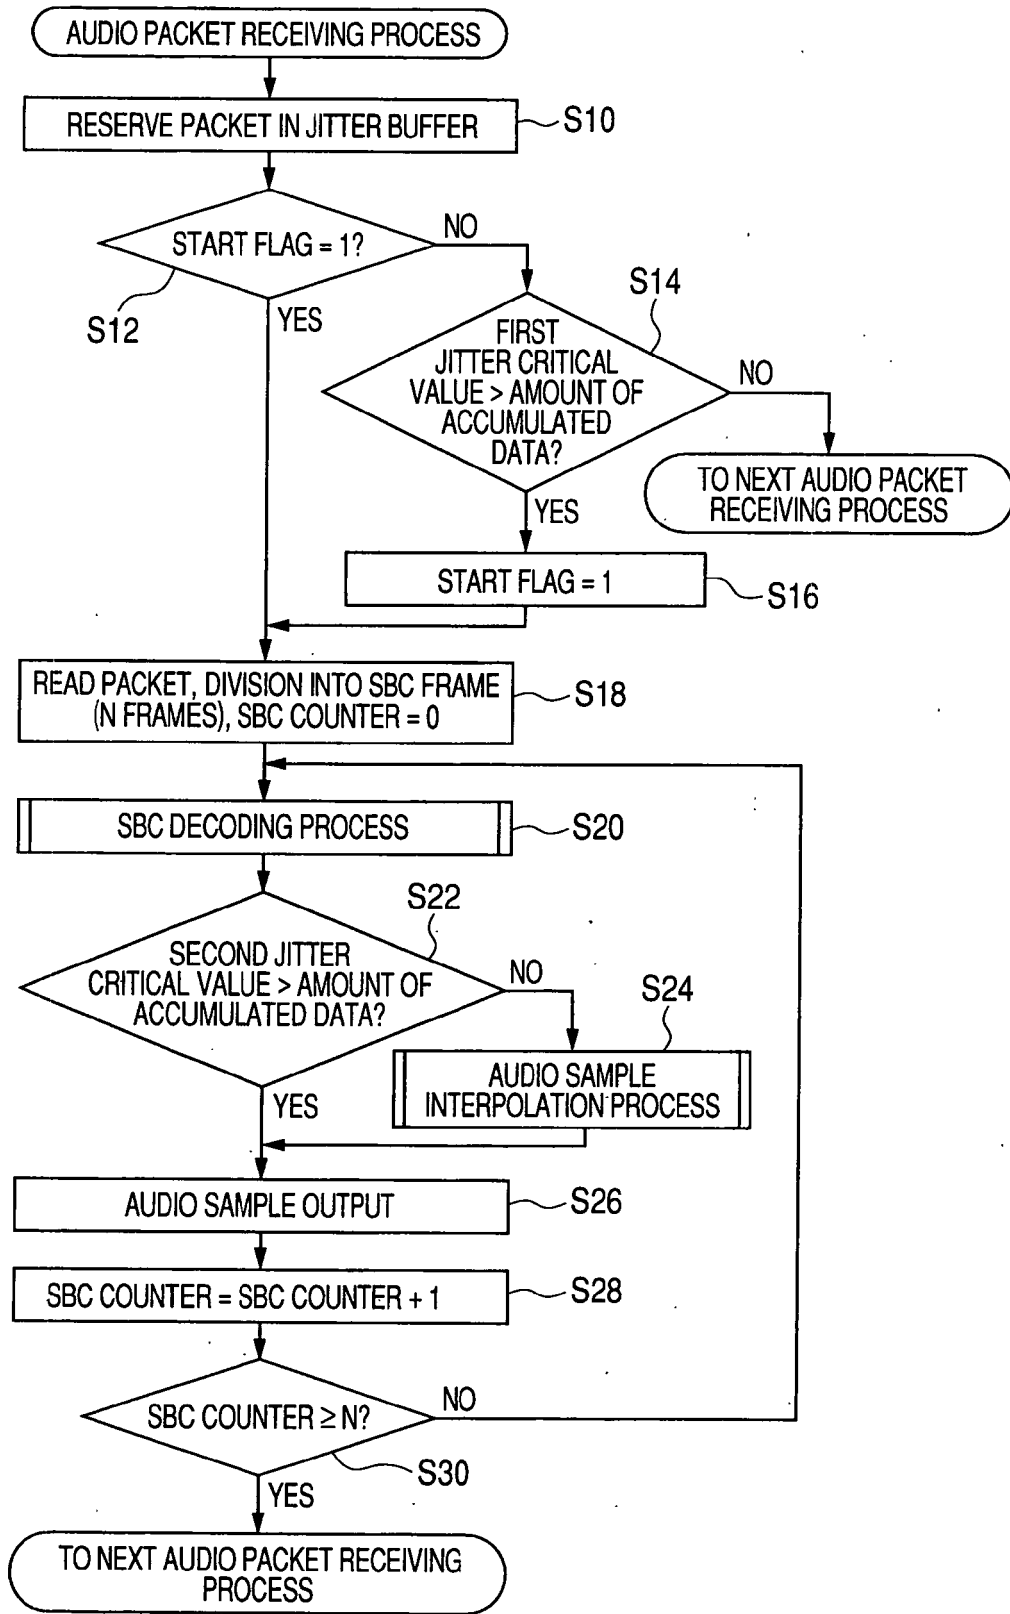 AUDIO PACKET RECEIVING PROCESS
RESERVE PACKET IN JITTER BUFFER
S10
START FLAG = 1?
NO
S12
YES
S14
FIRST
JITTER CRITICAL
VALUE > AMOUNT OF
ACCUMULATED
DATA?
NO
TO NEXT AUDIO PACKET
RECEIVING PROCESS
YES
START FLAG = 1
S16
READ PACKET, DIVISION INTO SBC FRAME
(N FRAMES), SBC COUNTER = 0
S18
SBC DECODING PROCESS
S20
S22
SECOND JITTER
CRITICAL VALUE > AMOUNT OF
ACCUMULATED DATA?
NO
S24
AUDIO SAMPLE
INTERPOLATION PROCESS
YES
AUDIO SAMPLE OUTPUT
S26
SBC COUNTER = SBC COUNTER + 1
S28
SBC COUNTER ≥ N?
NO
S30
YES
TO NEXT AUDIO PACKET RECEIVING
PROCESS